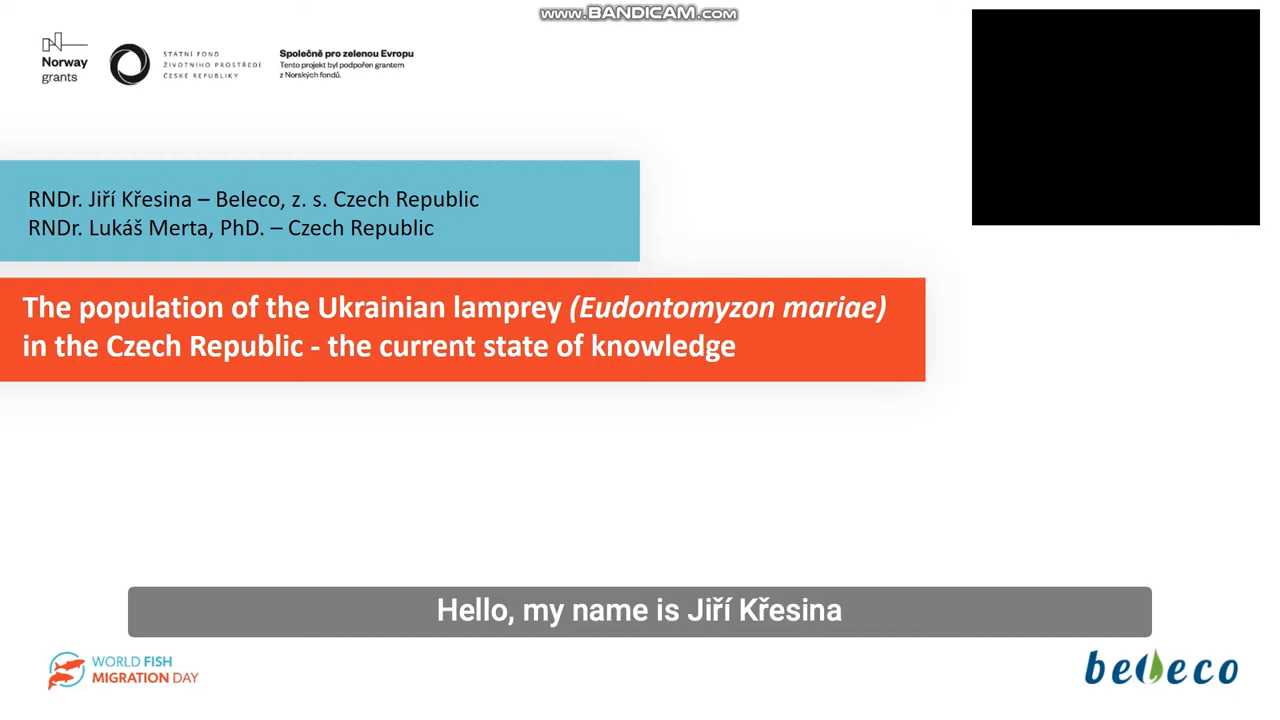 www.BANDICAM.com
Norway
grants
STÁTNÍ FOND
ŽIVOTNÍHO PROSTŘEDÍ
ČESKÉ REPUBLIKY
Společně pro zelenou Evropu
Tento projekt byl podpořen grantem
z Norských fondů.
RNDr. Jiří Křesina – Beleco, z. s. Czech Republic
RNDr. Lukáš Merta, PhD. – Czech Republic
The population of the Ukrainian lamprey (Eudontomyzon mariae)
in the Czech Republic - the current state of knowledge
Hello, my name is Jiří Křesina
WORLD FISH
MIGRATION DAY
beleco